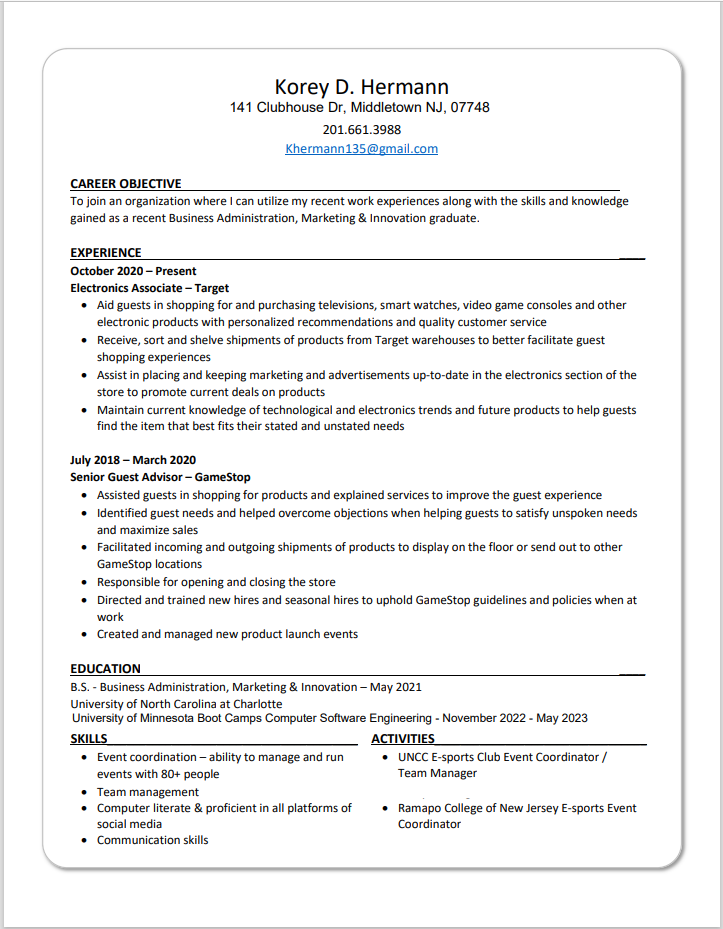 Korey D. Hermann
141 Clubhouse Dr, Middletown NJ, 07748
201.661.3988
Khermann135@gmail.com
CAREER OBJECTIVE
To join an organization where I can utilize my recent work experiences along with the skills and knowledge
gained as a recent Business Administration, Marketing & Innovation graduate.
EXPERIENCE
October 2020 – Present
Electronics Associate – Target
• Aid guests in shopping for and purchasing televisions, smart watches, video game consoles and other
electronic products with personalized recommendations and quality customer service
• Receive, sort and shelve shipments of products from Target warehouses to better facilitate guest
shopping experiences
• Assist in placing and keeping marketing and advertisements up-to-date in the electronics section of the
store to promote current deals on products
• Maintain current knowledge of technological and electronics trends and future products to help guests
find the item that best fits their stated and unstated needs
July 2018 – March 2020
Senior Guest Advisor – GameStop
• Assisted guests in shopping for products and explained services to improve the guest experience
• Identified guest needs and helped overcome objections when helping guests to satisfy unspoken needs
and maximize sales
• Facilitated incoming and outgoing shipments of products to display on the floor or send out to other
GameStop locations
• Responsible for opening and closing the store
• Directed and trained new hires and seasonal hires to uphold GameStop guidelines and policies when at
work
• Created and managed new product launch events
EDUCATION
B.S. - Business Administration, Marketing & Innovation – May 2021
University of North Carolina at Charlotte
University of Minnesota Boot Camps Computer Software Engineering - November 2022 - May 2023
SKILLS
• Event coordination – ability to manage and run
events with 80+ people
• Team management
• Computer literate & proficient in all platforms of
social media
• Communication skills
ACTIVITIES
• UNCC E-sports Club Event Coordinator /
Team Manager
• Ramapo College of New Jersey E-sports Event
Coordinator